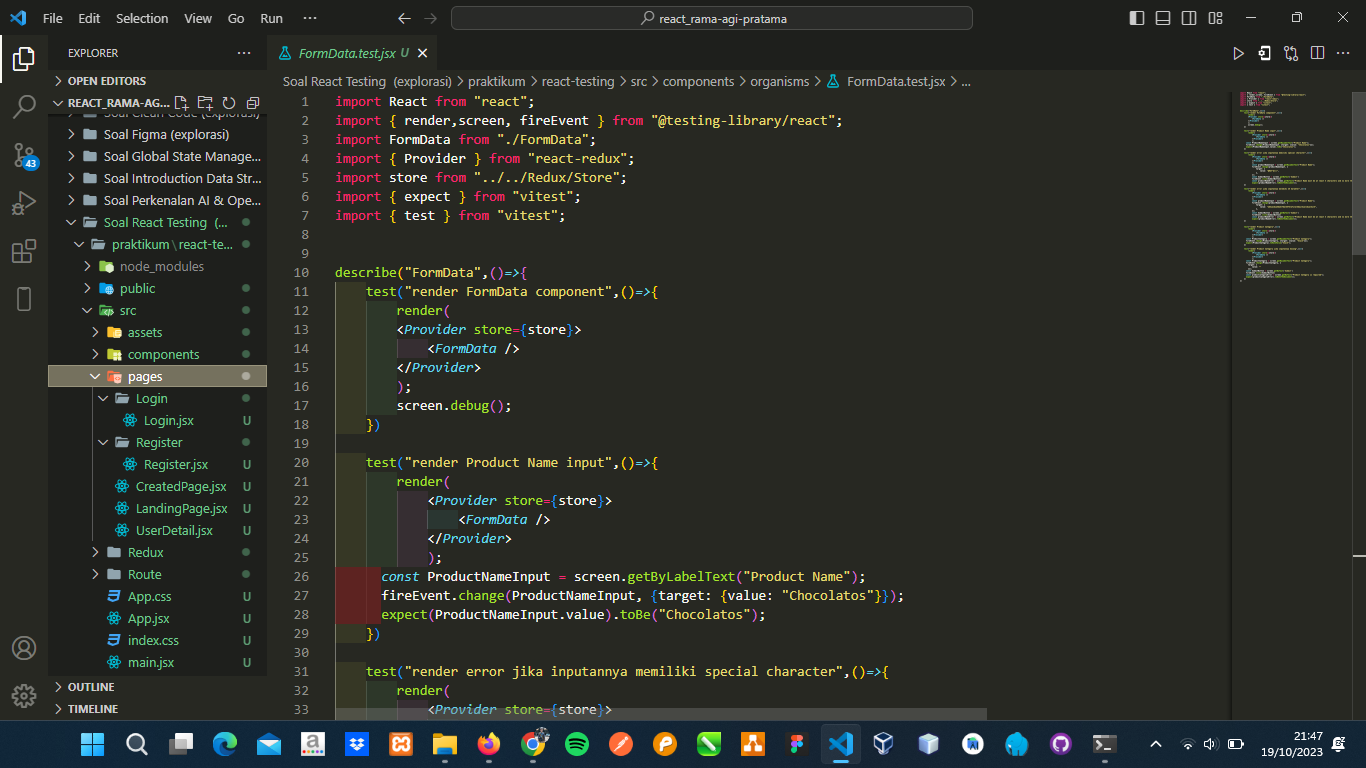 File Edit Selection View Go Run ··· react_rama-agi-pratama
EXPLORER ···
OPEN EDITORS
REACT_RAMA-AG...
Soal Clean Code (explorasi)
Soal Figma (explorasi)
Soal Global State Manage...
Soal Introduction Data Str...
Soal Perkenalan AI & Ope...
Soal React Testing (...
praktikum\react-te...
node_modules
public
src
assets
components
pages
Login
Login.jsx U
Register
Register.jsx U
CreatedPage.jsx U
LandingPage.jsx U
UserDetail.jsx U
Redux
Route
App.css U
App.jsx U
index.css U
main.jsx U
OUTLINE
TIMELINE
43
FormData.test.jsx U
Soal React Testing (explorasi) > praktikum > react-testing > src > components > organisms > FormData.test.jsx > ...
1 import React from "react";
2 import { render,screen, fireEvent } from "@testing-library/react";
3 import FormData from "./FormData";
4 import { Provider } from "react-redux";
5 import store from "../../Redux/Store";
6 import { expect } from "vitest";
7 import { test } from "vitest";
8
9
10 describe("FormData",()=>{
11 test("render FormData component",()=>{
12 render(
13 <Provider store={store}>
14 <FormData />
15 </Provider>
16 );
17 screen.debug();
18 })
19
20 test("render Product Name input",()=>{
21 render(
22 <Provider store={store}>
23 <FormData />
24 </Provider>
25 );
26 const ProductNameInput = screen.getByLabelText("Product Name");
27 fireEvent.change(ProductNameInput, {target: {value: "Chocolatos"}});
28 expect(ProductNameInput.value).toBe("Chocolatos");
29 })
30
31 test("render error jika inputannya memiliki special character",()=>{
32 render(
33 <Provider store={store}>
21:47
19/10/2023